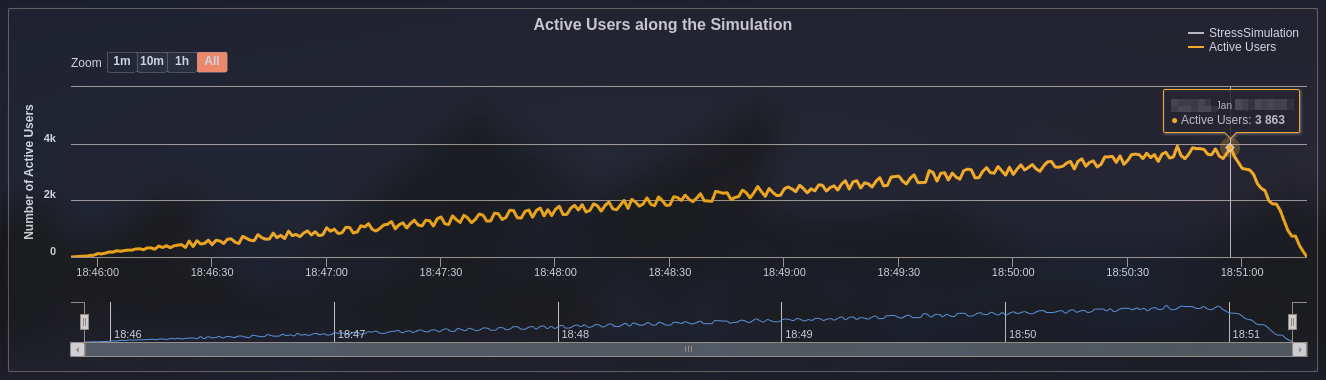 Active Users along the Simulation
StressSimulation
Active Users
Zoom 1m 10m 1h All
Jan
Active Users: 3 863
Number of Active Users
4k
2k
0
18:46:00 18:46:30 18:47:00 18:47:30 18:48:00 18:48:30 18:49:00 18:49:30 18:50:00 18:50:30 18:51:00
18:46 18:47 18:48 18:49 18:50 18:51